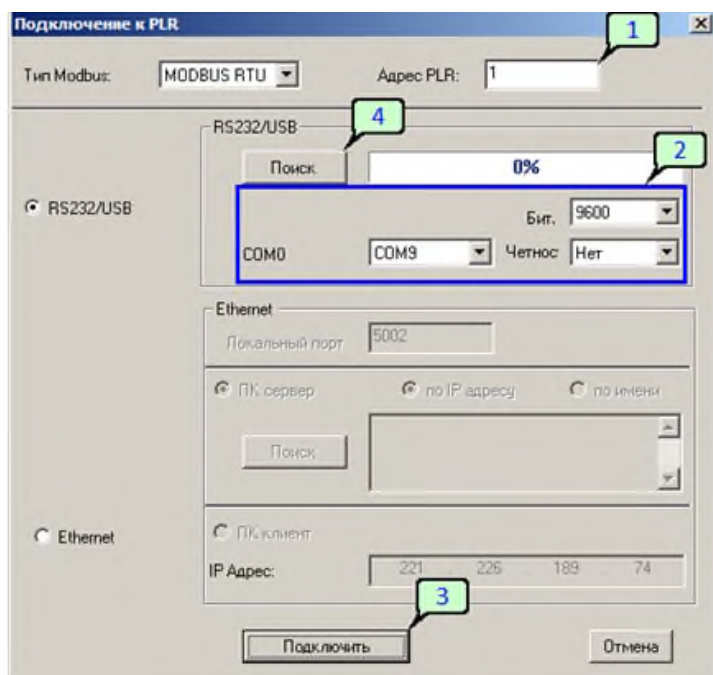 Подключение к PLR
1
Тип Modbus: MODBUS RTU Адрес PLR: 1
4
RS232/USB
2
Поиск 0%
RS232/USB
Бит. 9600
COM0 COM9 Четнос Нет
Ethernet
Локальный порт 5002
ПК сервер по IP адресу по имени
Поиск
Ethernet
ПК клиент
IP Адрес: 221 226 189 74
3
Подключить Отмена